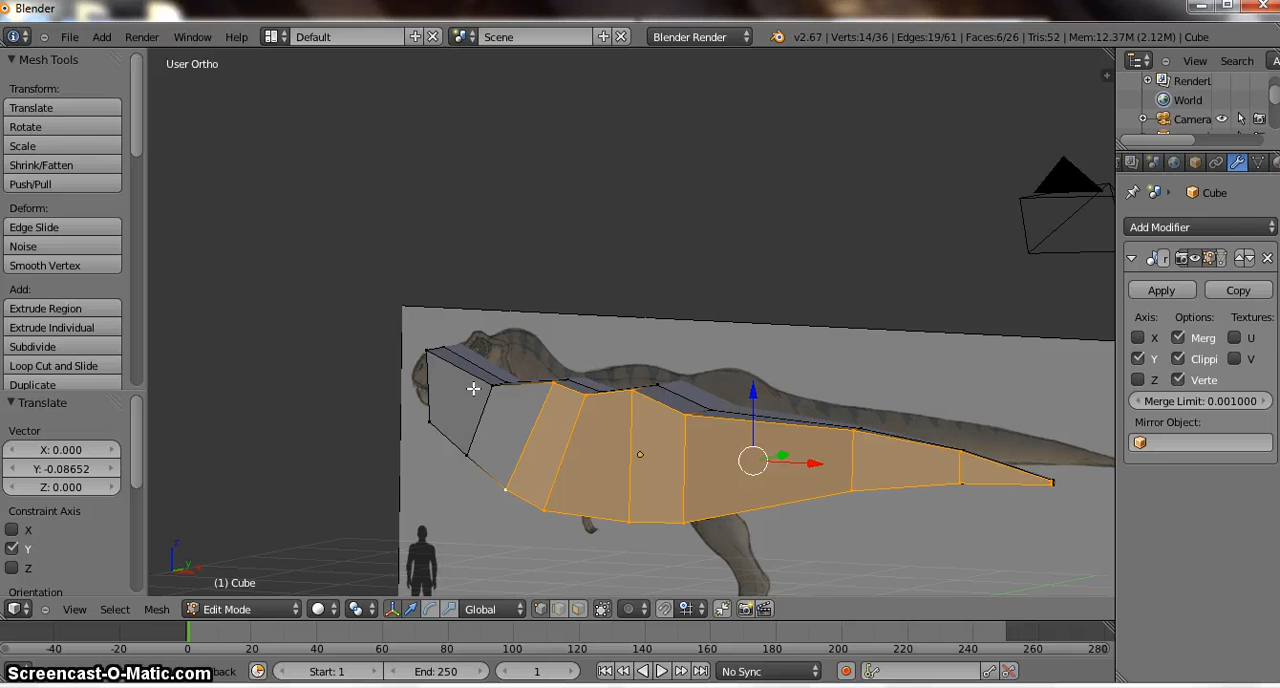 Blender
File Add Render Window Help Default Scene Blender Render v2.67 | Verts:14/36 | Edges:19/61 | Faces:6/26 | Tris:52 | Mem:12.37M (2.12M) | Cube
Mesh Tools
Transform:
Translate
Rotate
Scale
Shrink/Fatten
Push/Pull
Deform:
Edge Slide
Noise
Smooth Vertex
Add:
Extrude Region
Extrude Individual
Subdivide
Loop Cut and Slide
Duplicate
Translate
Vector
X: 0.000
Y: -0.08652
Z: 0.000
Constraint Axis
X
Y
Z
Orientation
User Ortho
z
y
(1) Cube
View Search A
RenderL
World
Camera
Cube
Add Modifier
r
Apply Copy
Axis: Options: Textures:
X Merg U
Y Clippi V
Z Verte
Merge Limit: 0.001000
Mirror Object:
View Select Mesh Edit Mode Global
-40 -20 0 20 40 60 80 100 120 140 160 180 200 220 240 260 280
back Start: 1 End: 250 1 No Sync
Screencast-O-Matic.com